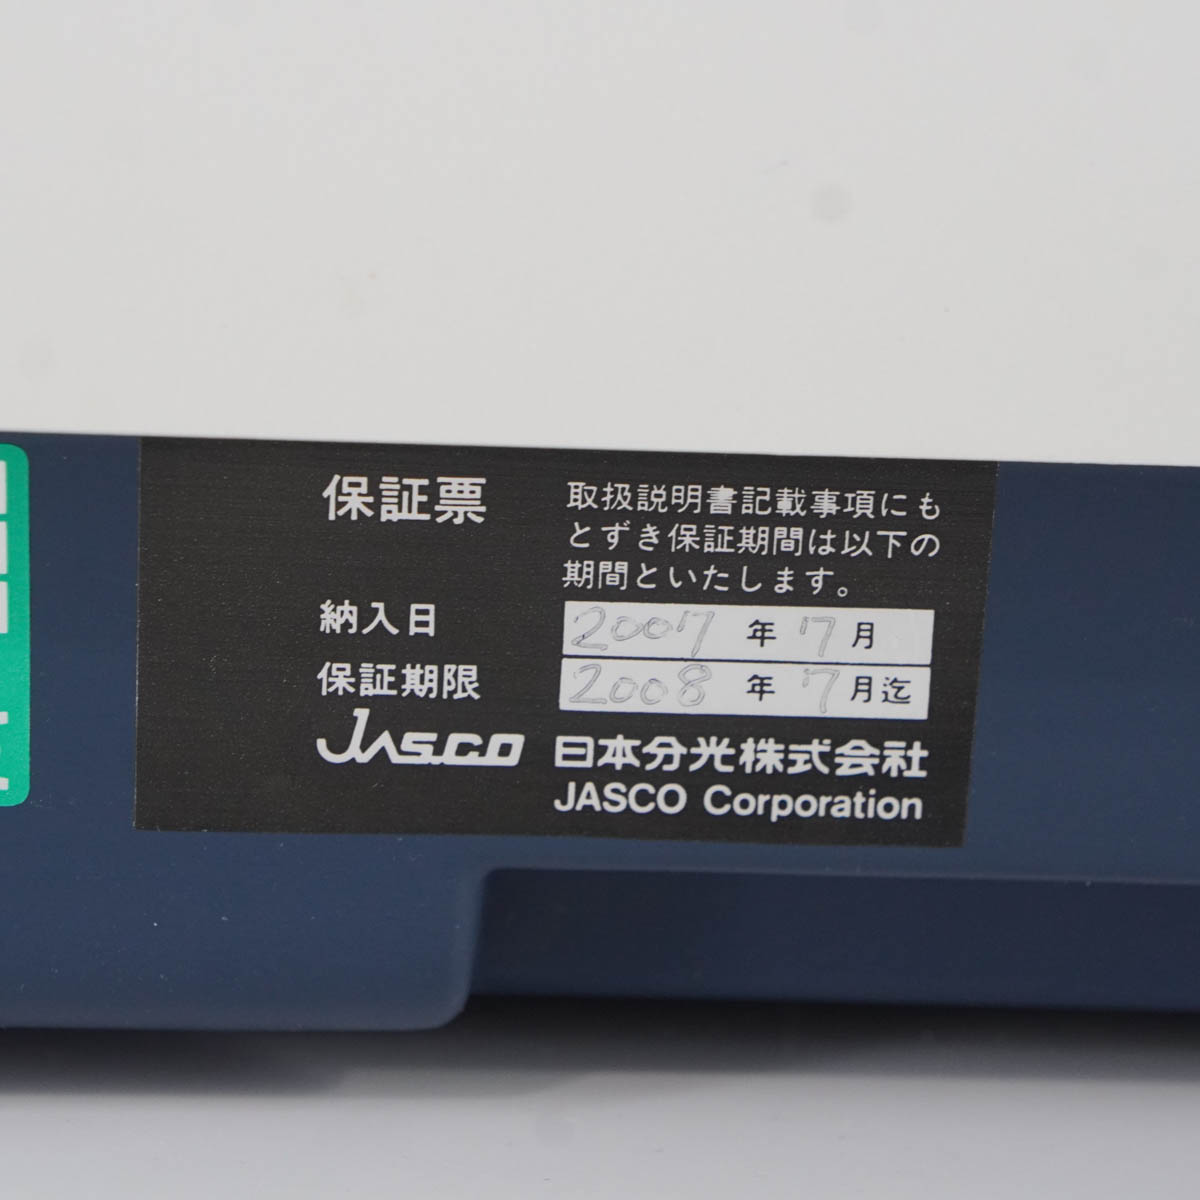 保証票
取扱説明書記載事項にも
とずき保証期間は以下の
期間といたします。
納入日 2007 年 7 月
保証期限 2008 年 7 月迄
JASCO 日本分光株式会社
JASCO Corporation